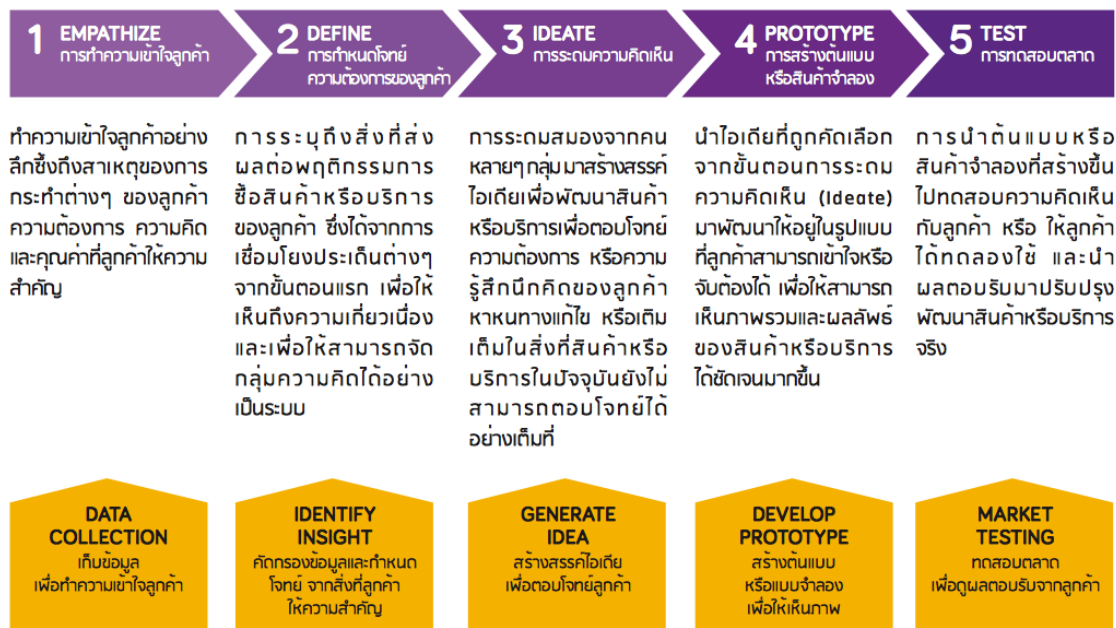 1 EMPATHIZE
การทำความเข้าใจลูกค้า
2 DEFINE
การกำหนดโจทย์
ความต้องการของลูกค้า
3 IDEATE
การระดมความคิดเห็น
4 PROTOTYPE
การสร้างต้นแบบ
หรือสินค้าจำลอง
5 TEST
การทดสอบตลาด
ทำความเข้าใจลูกค้าอย่าง
ลึกซึ้งถึงสาเหตุของการ
กระทำต่างๆ ของลูกค้า
ความต้องการ ความคิด
และคุณค่าที่ลูกค้าให้ความ
สำคัญ
การระบุถึงสิ่งที่ส่ง
ผลต่อพฤติกรรมการ
ซื้อสินค้าหรือบริการ
ของลูกค้า ซึ่งได้จากการ
เชื่อมโยงประเด็นต่างๆ
จากขั้นตอนแรก เพื่อให้
เห็นถึงความเกี่ยวเนื่อง
และเพื่อให้สามารถจัด
กลุ่มความคิดได้อย่าง
เป็นระบบ
การระดมสมองจากคน
หลายๆกลุ่มมาสร้างสรรค์
ไอเดียเพื่อพัฒนาสินค้า
หรือบริการเพื่อตอบโจทย์
ความต้องการ หรือความ
รู้สึกนึกคิดของลูกค้า
หาหนทางแก้ไข หรือเติม
เต็มในสิ่งที่สินค้าหรือ
บริการในปัจจุบันยังไม่
สามารถตอบโจทย์ได้
อย่างเต็มที่
นำไอเดียที่ถูกคัดเลือก
จากขั้นตอนการระดม
ความคิดเห็น (Ideate)
มาพัฒนาให้อยู่ในรูปแบบ
ที่ลูกค้าสามารถเข้าใจหรือ
จับต้องได้ เพื่อให้สามารถ
เห็นภาพรวมและผลลัพธ์
ของสินค้าหรือบริการ
ได้ชัดเจนมากขึ้น
การนำต้นแบบหรือ
สินค้าจำลองที่สร้างขึ้น
ไปทดสอบความคิดเห็น
กับลูกค้า หรือ ให้ลูกค้า
ได้ทดลองใช้ และนำ
ผลตอบรับมาปรับปรุง
พัฒนาสินค้าหรือบริการ
จริง
DATA
COLLECTION
เก็บข้อมูล
เพื่อทำความเข้าใจลูกค้า
IDENTIFY
INSIGHT
คัดกรองข้อมูลและกำหนด
โจทย์ จากสิ่งที่ลูกค้า
ให้ความสำคัญ
GENERATE
IDEA
สร้างสรรค์ไอเดีย
เพื่อตอบโจทย์ลูกค้า
DEVELOP
PROTOTYPE
สร้างต้นแบบ
หรือแบบจำลอง
เพื่อให้เห็นภาพ
MARKET
TESTING
ทดสอบตลาด
เพื่อดูผลตอบรับจากลูกค้า